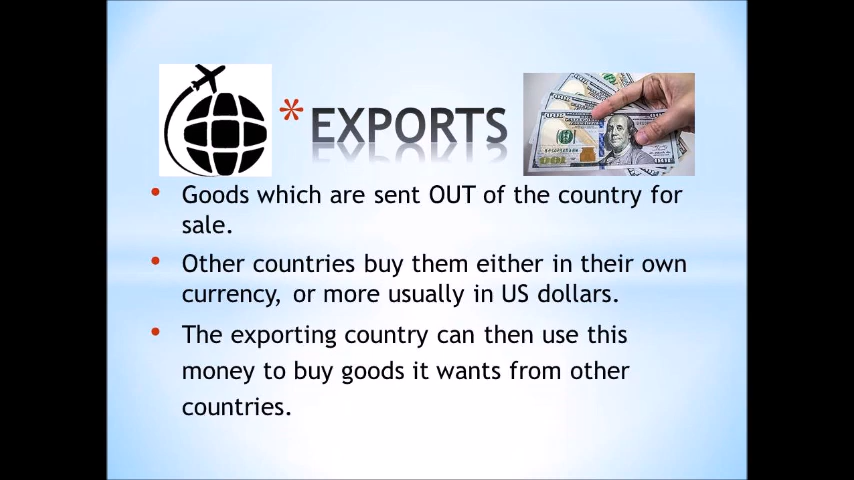 * EXPORTS
• Goods which are sent OUT of the country for
sale.
• Other countries buy them either in their own
currency, or more usually in US dollars.
• The exporting country can then use this
money to buy goods it wants from other
countries.
100